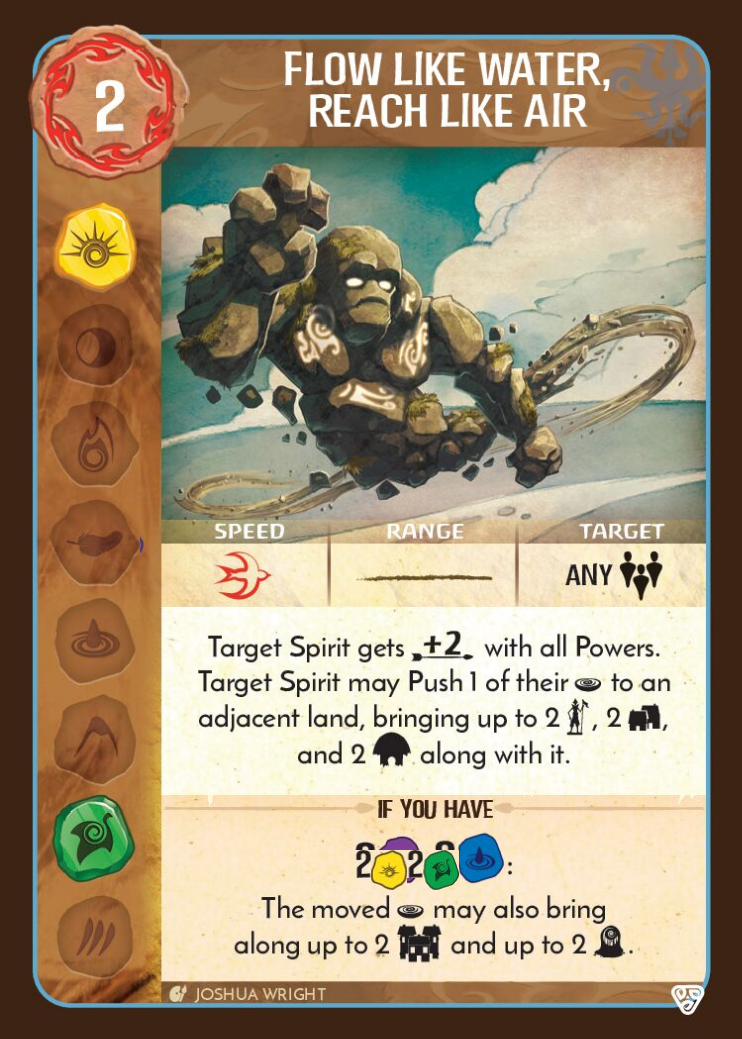 2
FLOW LIKE WATER,
REACH LIKE AIR
SPEED RANGE TARGET
ANY
Target Spirit gets +2 with all Powers.
Target Spirit may Push 1 of their to an
adjacent land, bringing up to 2 , 2 ,
and 2 along with it.
IF YOU HAVE
2 2 :
The moved may also bring
along up to 2 and up to 2 .
JOSHUA WRIGHT